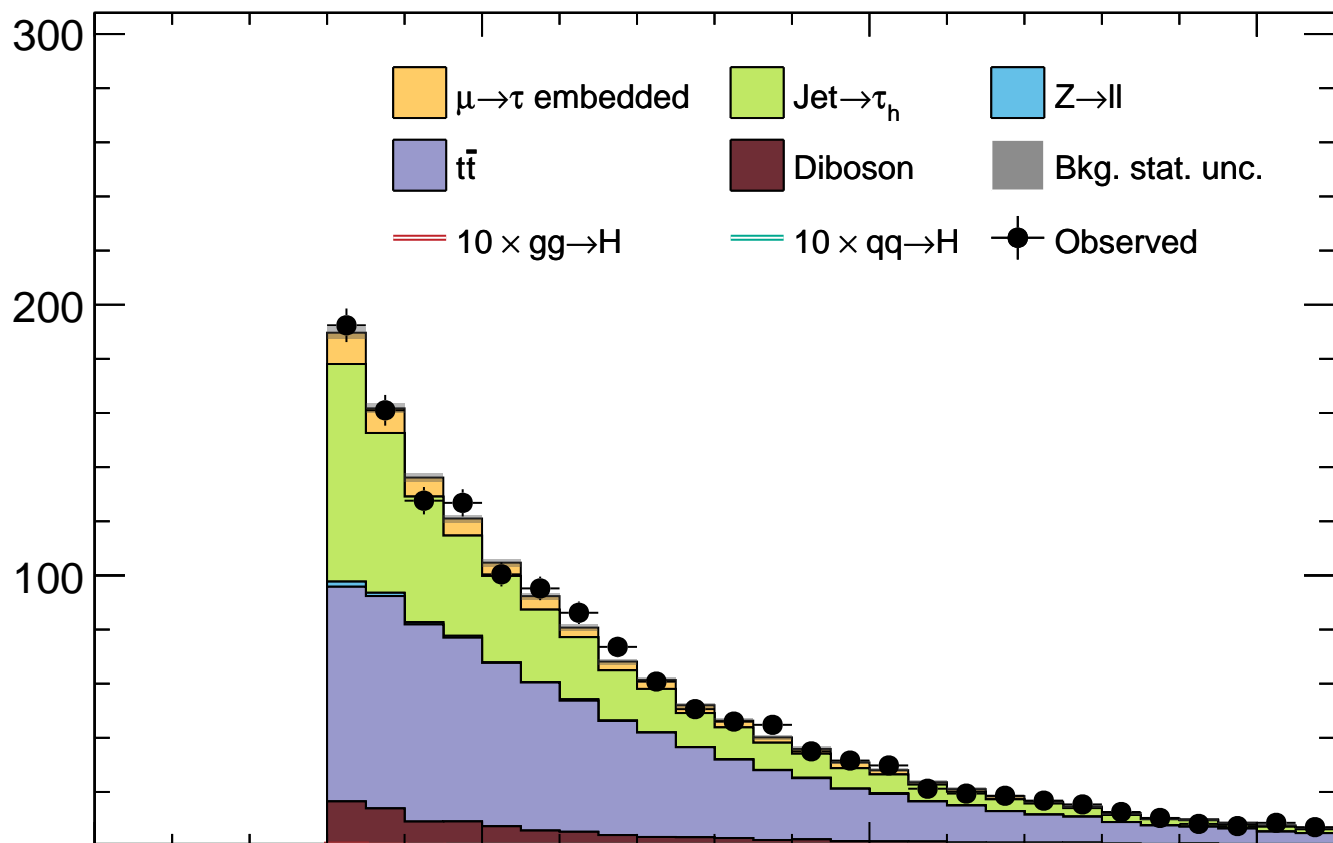 300
μ→τ embedded Jet→τh Z→ll
tt̄ Diboson Bkg. stat. unc.
10 × gg→H 10 × qq→H Observed
200
100